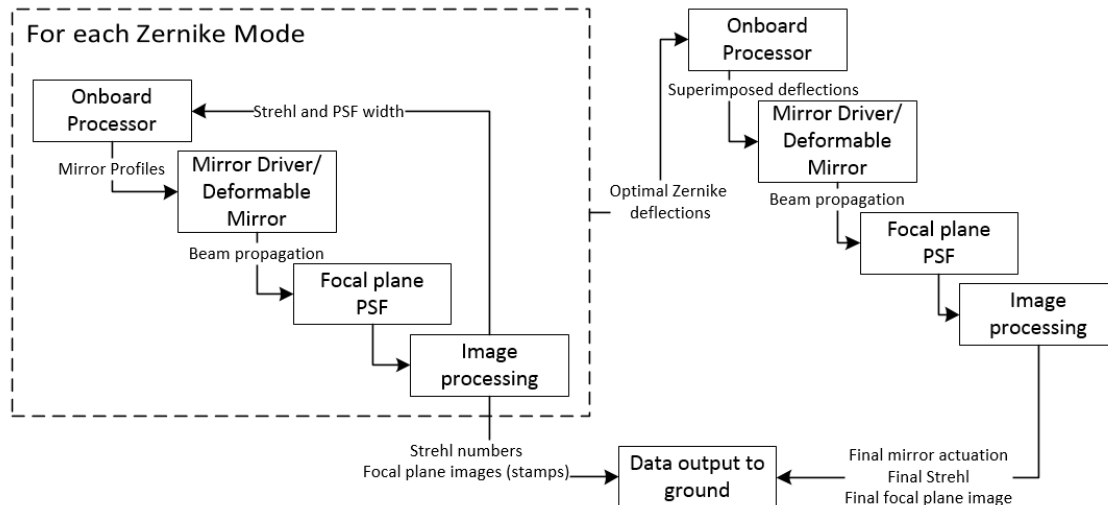 For each Zernike Mode
Onboard
Processor
Strehl and PSF width
Mirror Profiles
Mirror Driver/
Deformable
Mirror
Beam propagation
Focal plane
PSF
Image
processing
Optimal Zernike
deflections
Onboard
Processor
Superimposed deflections
Mirror Driver/
Deformable
Mirror
Beam propagation
Focal plane
PSF
Image
processing
Strehl numbers
Focal plane images (stamps)
Data output to
ground
Final mirror actuation
Final Strehl
Final focal plane image